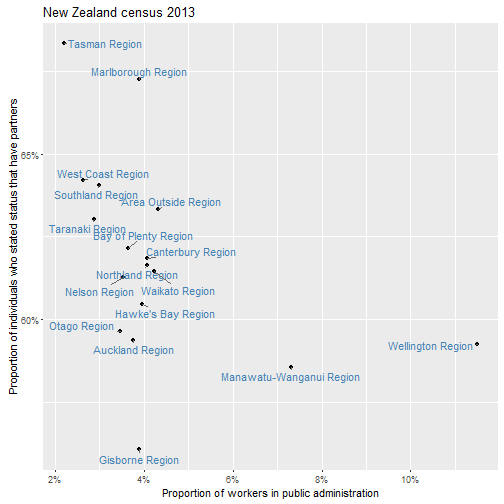 New Zealand census 2013
Tasman Region
Marlborough Region
65%
West Coast Region
Southland Region
Area Outside Region
Taranaki Region
Bay of Plenty Region
Canterbury Region
Northland Region
Nelson Region
Waikato Region
Hawke's Bay Region
60%
Otago Region
Auckland Region
Wellington Region
Manawatu-Wanganui Region
Gisborne Region
2%
4%
6%
8%
10%
Proportion of workers in public administration
Proportion of individuals who stated status that have partners